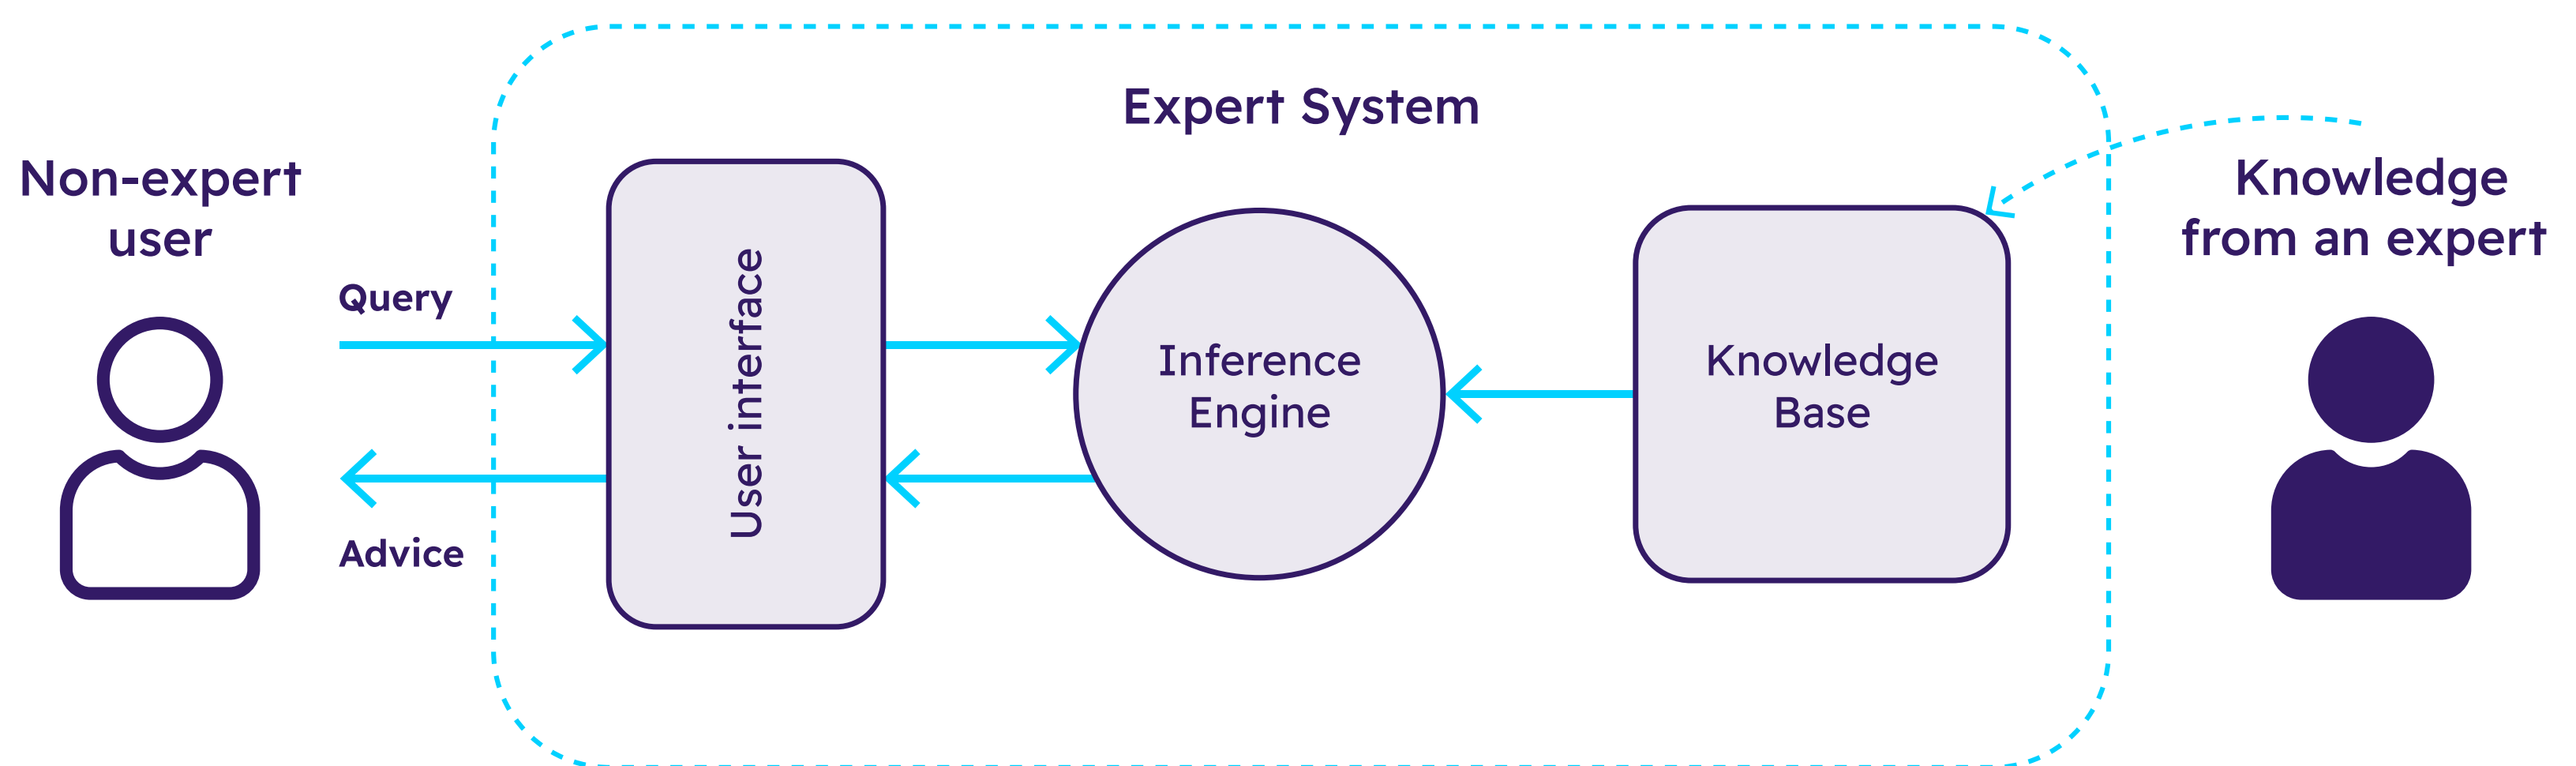 Expert System
Non-expert
user
Query
Advice
User interface
Inference
Engine
Knowledge
Base
Knowledge
from an expert